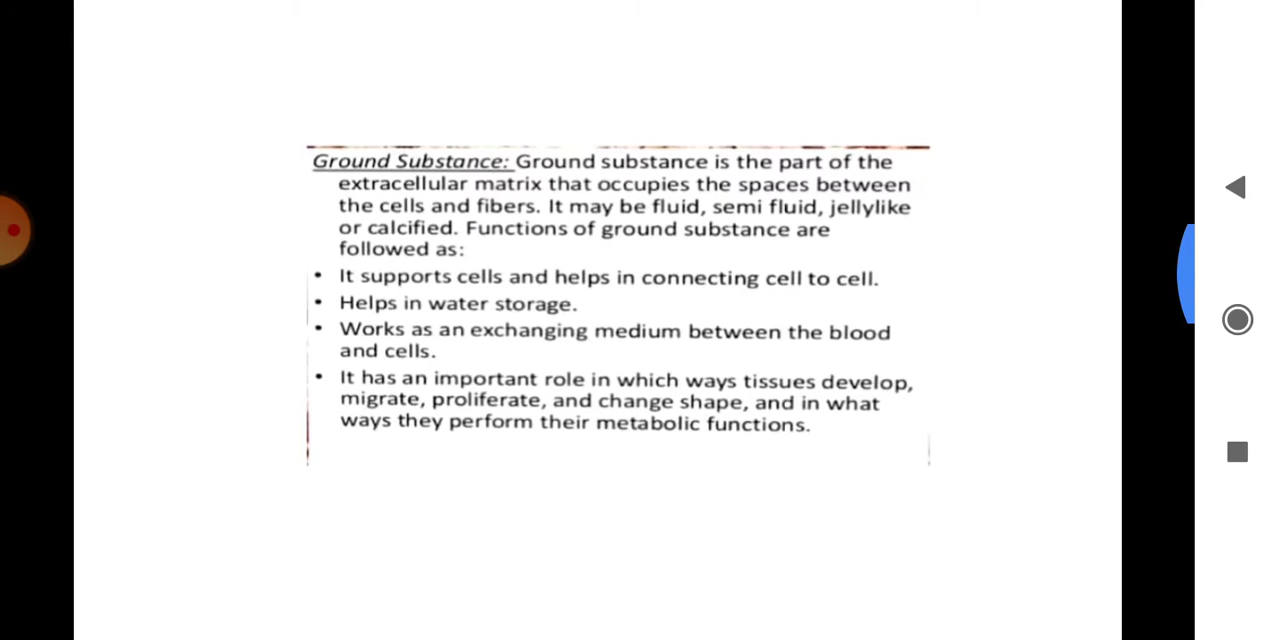 Ground Substance: Ground substance is the part of the
extracellular matrix that occupies the spaces between
the cells and fibers. It may be fluid, semi fluid, jellylike
or calcified. Functions of ground substance are
followed as:
• It supports cells and helps in connecting cell to cell.
• Helps in water storage.
• Works as an exchanging medium between the blood
and cells.
• It has an important role in which ways tissues develop,
migrate, proliferate, and change shape, and in what
ways they perform their metabolic functions.